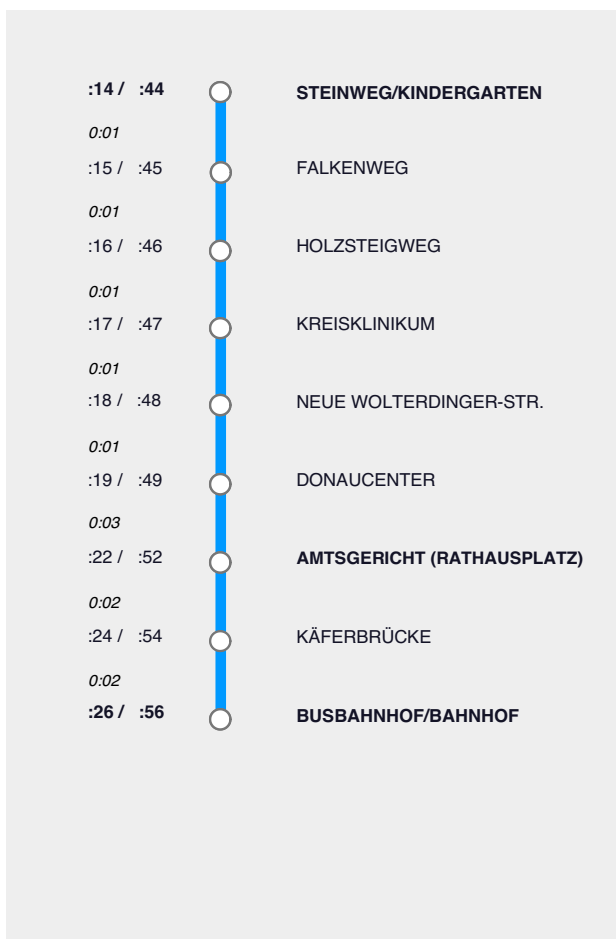 :14 / :44 STEINWEG/KINDERGARTEN
0:01
:15 / :45 FALKENWEG
0:01
:16 / :46 HOLZSTEIGWEG
0:01
:17 / :47 KREISKLINIKUM
0:01
:18 / :48 NEUE WOLTERDINGER-STR.
0:01
:19 / :49 DONAUCENTER
0:03
:22 / :52 AMTSGERICHT (RATHAUSPLATZ)
0:02
:24 / :54 KÄFERBRÜCKE
0:02
:26 / :56 BUSBAHNHOF/BAHNHOF